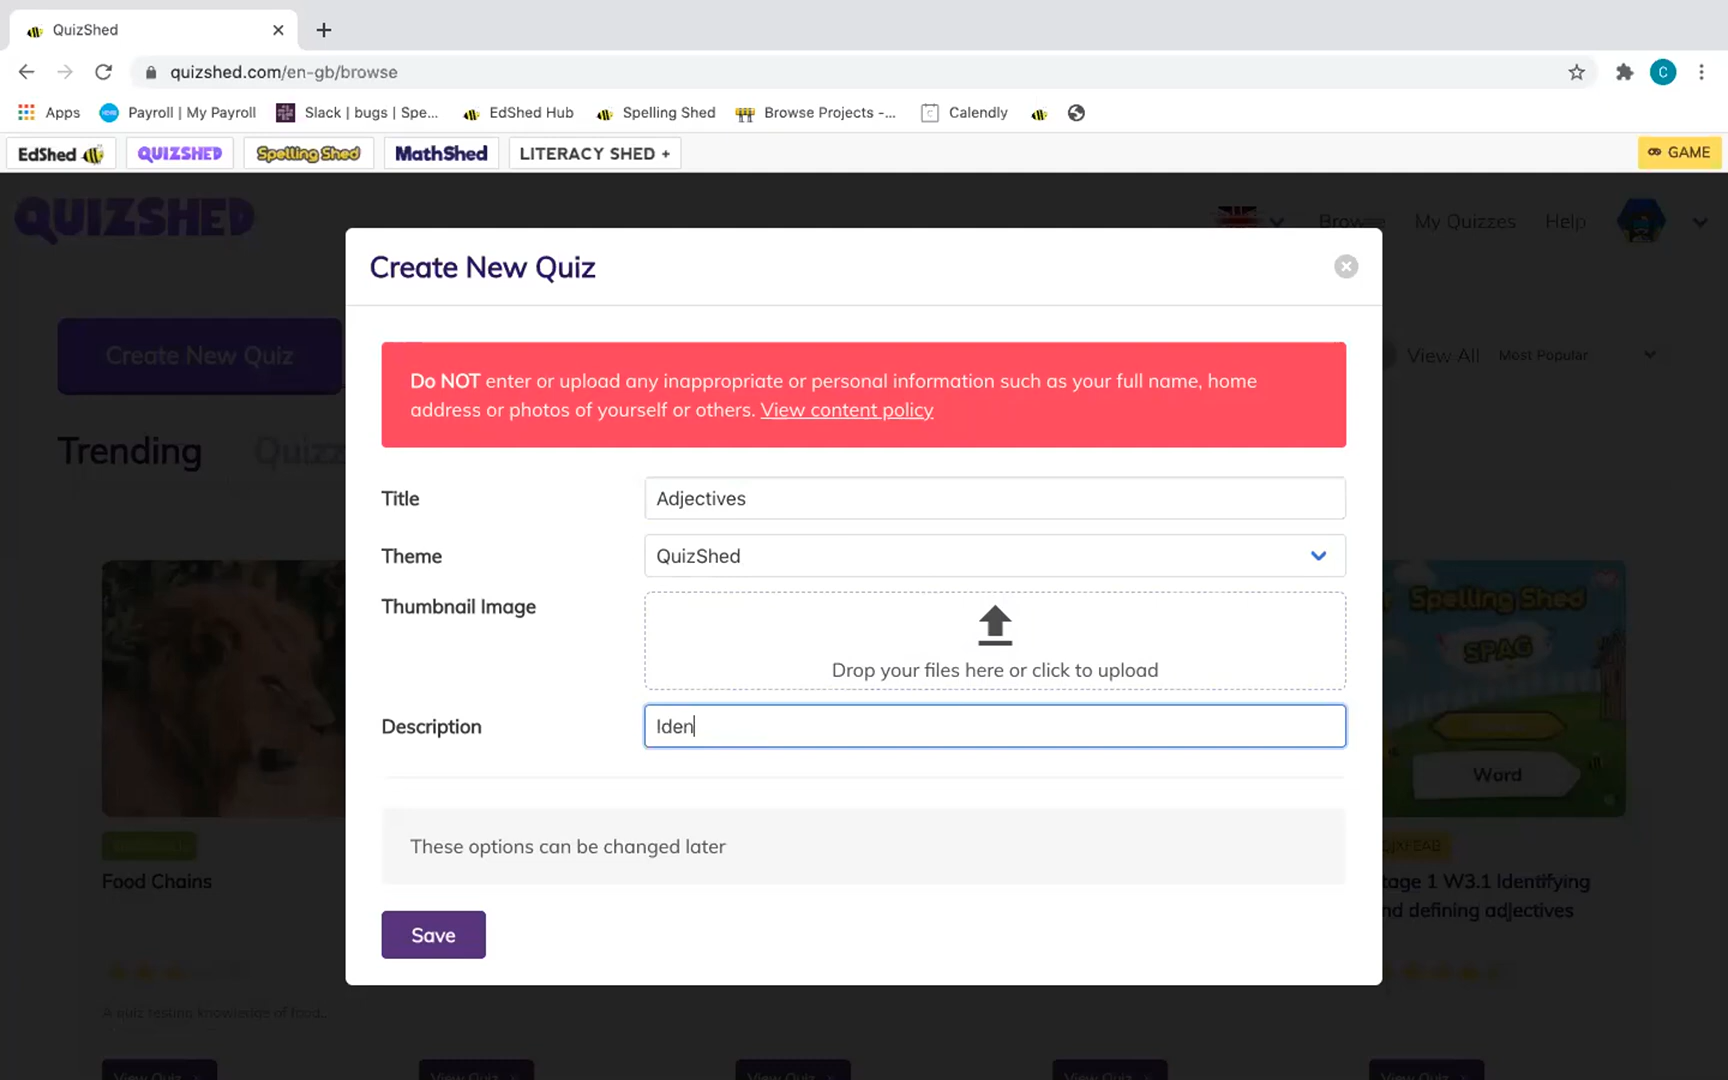 QuizShed
quizshed.com/en-gb/browse
Apps Payroll | My Payroll Slack | bugs | Spe... EdShed Hub Spelling Shed Browse Projects -... Calendly
EdShed QUIZSHED Spelling Shed MathShed LITERACY SHED + GAME
QUIZSHED Browse My Quizzes Help
Create New Quiz
Do NOT enter or upload any inappropriate or personal information such as your full name, home
address or photos of yourself or others. View content policy
Create New Quiz View All Most Popular
Trending Quizz
Title Adjectives
Theme QuizShed
Thumbnail Image
Drop your files here or click to upload
Description Iden
These options can be changed later
Save
Spelling Shed
SPAG
Word
Food Chains
tage 1 W3.1 Identifying
nd defining adjectives
A quiz testing knowledge of food...
View Quiz View Quiz View Quiz View Quiz View Quiz